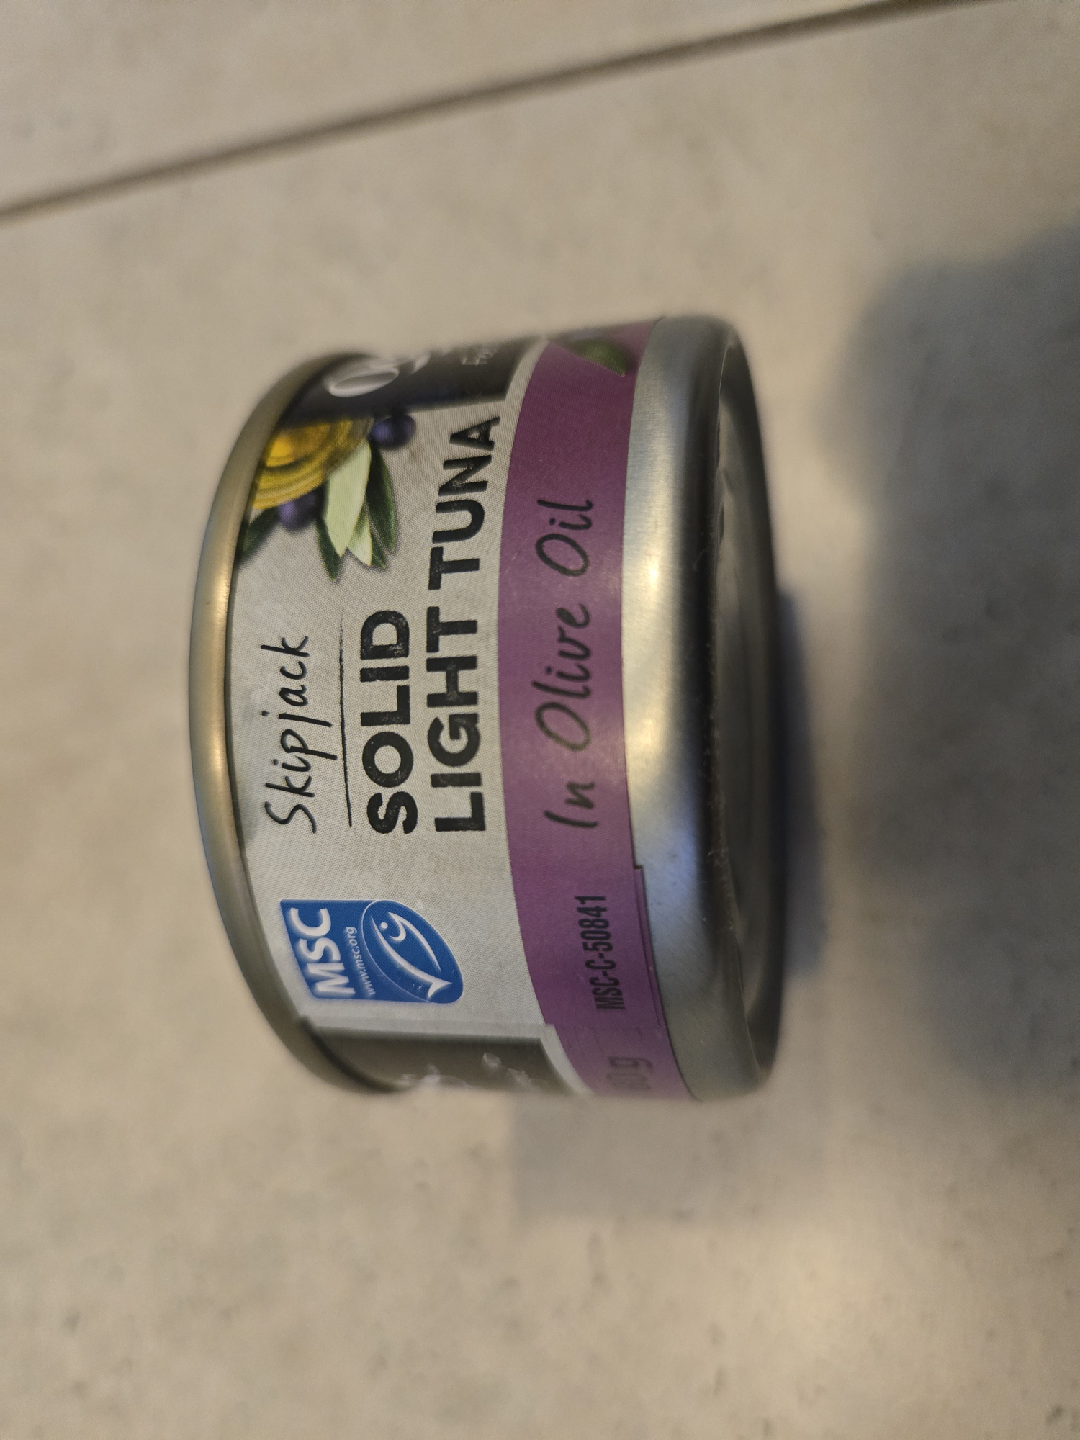 MSC
www.msc.org
Skipjack
SOLID
LIGHT TUNA
In Olive Oil
MSC-C-50841